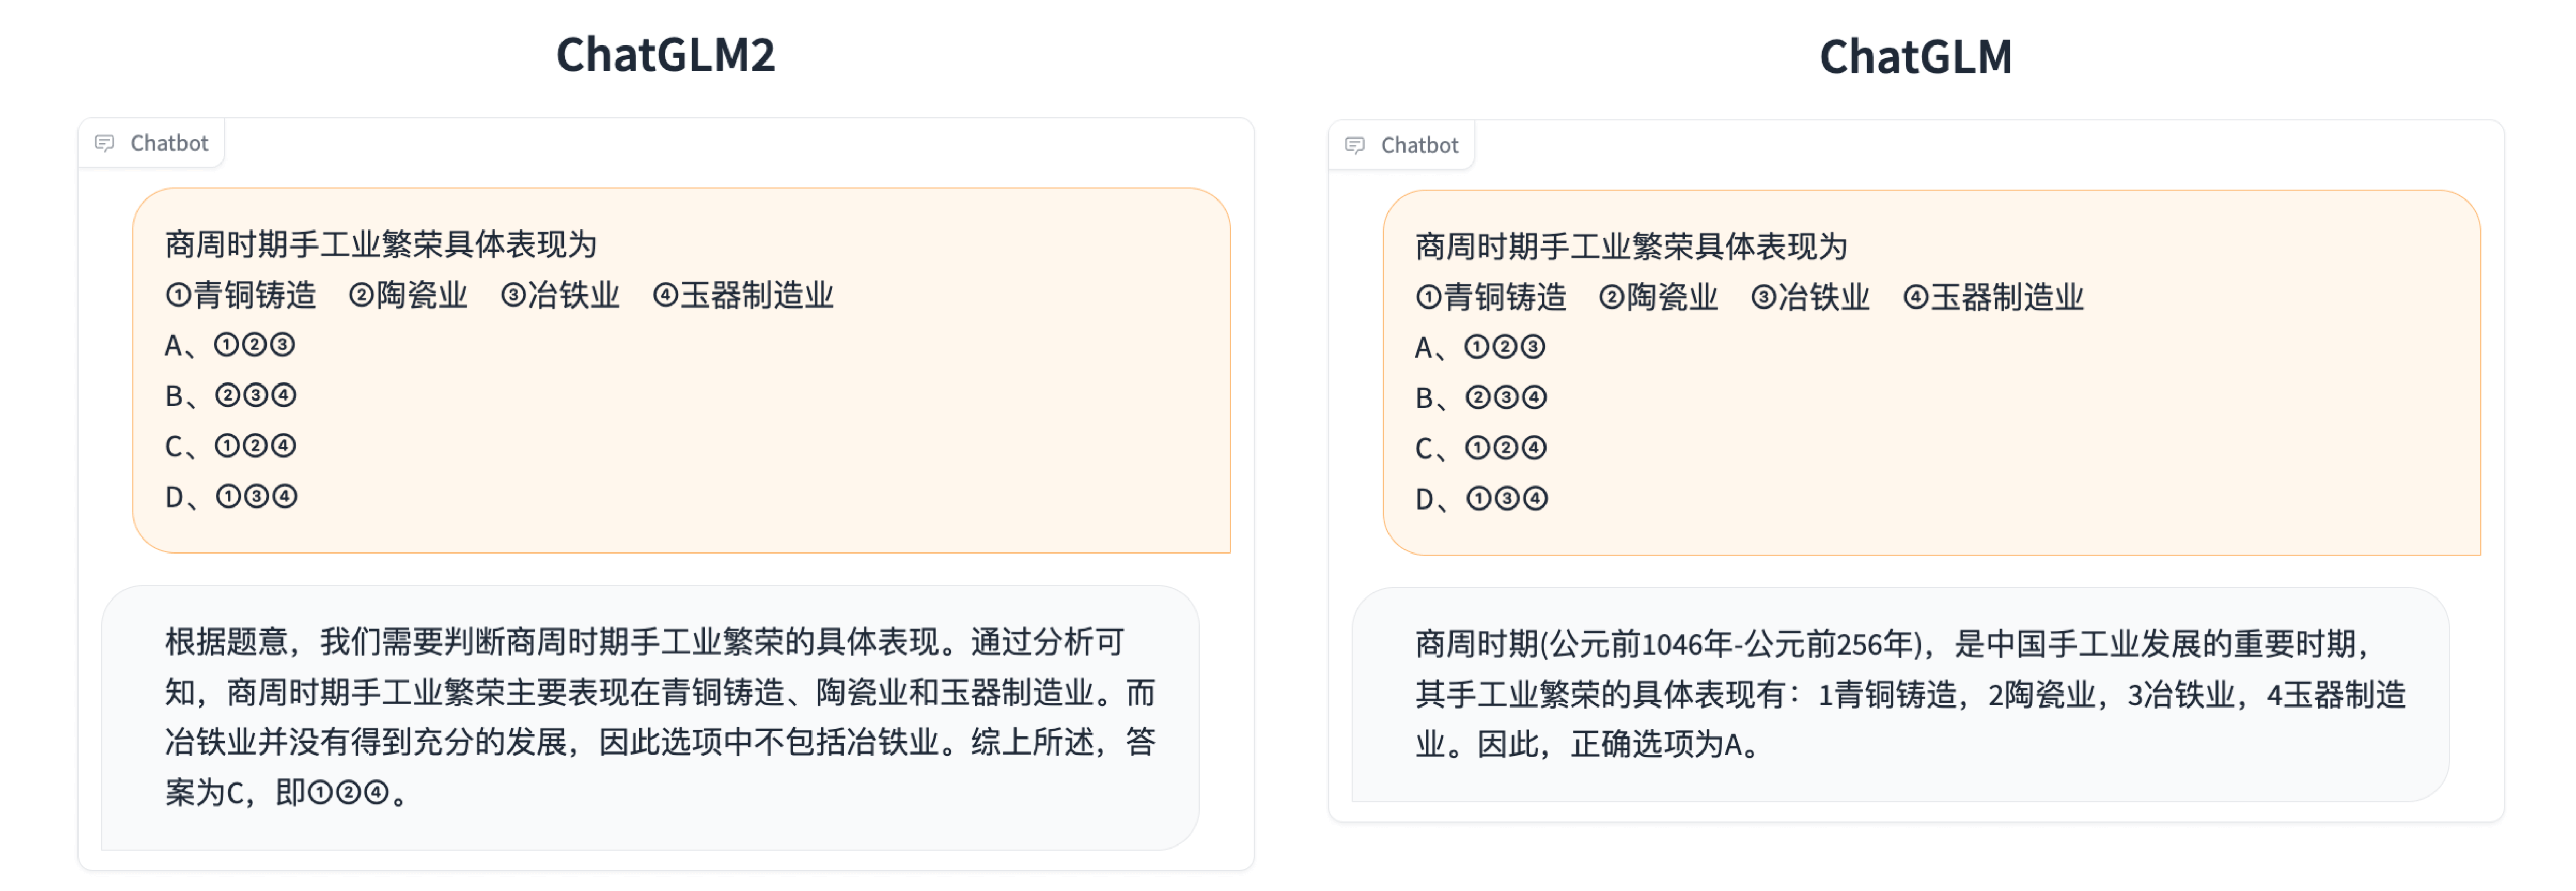 ChatGLM2
Chatbot
商周时期手工业繁荣具体表现为
①青铜铸造 ②陶瓷业 ③冶铁业 ④玉器制造业
A、①②③
B、②③④
C、①②④
D、①③④
根据题意，我们需要判断商周时期手工业繁荣的具体表现。通过分析可
知，商周时期手工业繁荣主要表现在青铜铸造、陶瓷业和玉器制造业。而
冶铁业并没有得到充分的发展，因此选项中不包括冶铁业。综上所述，答
案为C，即①②④。
ChatGLM
Chatbot
商周时期手工业繁荣具体表现为
①青铜铸造 ②陶瓷业 ③冶铁业 ④玉器制造业
A、①②③
B、②③④
C、①②④
D、①③④
商周时期(公元前1046年-公元前256年)，是中国手工业发展的重要时期，
其手工业繁荣的具体表现有：1青铜铸造，2陶瓷业，3冶铁业，4玉器制造
业。因此，正确选项为A。